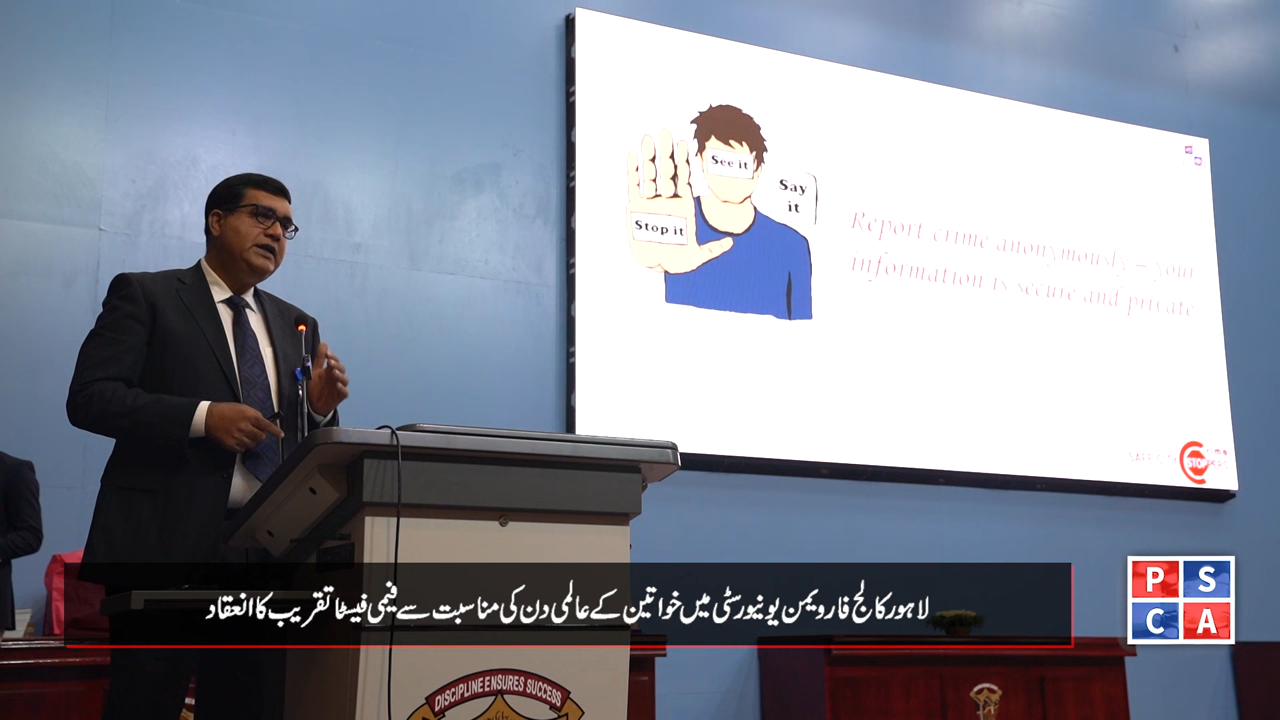 See it
Say
it
Stop it
Report crime anonymously – your
information is secure and private
STOPPERS
لاہور کالج فار ویمن یونیورسٹی میں خواتین کے عالمی دن کی مناسبت سے فیمی فیسٹا تقریب کا انعقاد
P S
C A
DISCIPLINE ENSURES SUCCESS